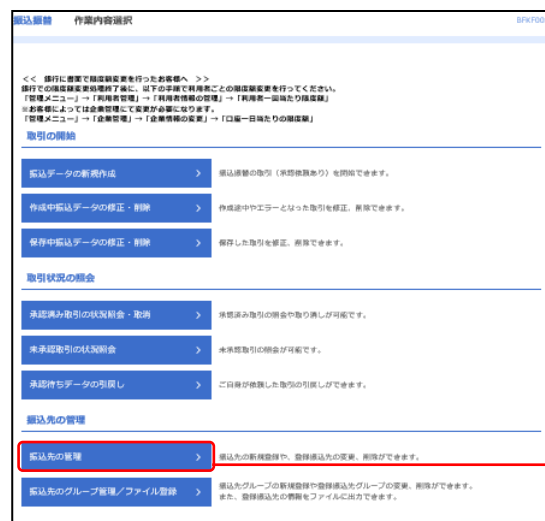 振込振替 作業内容選択 BFKF00
<< 銀行に書面で限度額変更を行ったお客様へ >>
銀行での限度額変更処理終了後に、以下の手順で利用者ごとの限度額変更を行ってください。
「管理メニュー」→「利用者管理」→「利用者情報の管理」→「利用者一回当たり限度額」
※お客様によっては企業管理にて変更が必要になります。
「管理メニュー」→「企業管理」→「企業情報の変更」→「口座一日当たりの限度額」
取引の開始
振込データの新規作成 > 振込振替の取引（承認依頼あり）を開始できます。
作成中振込データの修正・削除 > 作成途中やエラーとなった取引を修正、削除できます。
保存中振込データの修正・削除 > 保存した取引を修正、削除できます。
取引状況の照会
承認済み取引の状況照会・取消 > 承認済み取引の照会や取り消しが可能です。
未承認取引の状況照会 > 未承認取引の照会が可能です。
承認待ちデータの引戻し > ご自身が依頼した取引の引戻しができます。
振込先の管理
振込先の管理 > 振込先の新規登録や、登録振込先の変更、削除ができます。
振込先のグループ管理／ファイル登録 > 振込先グループの新規登録や登録振込先グループの変更、削除ができます。
また、登録振込先の情報をファイルに出力できます。